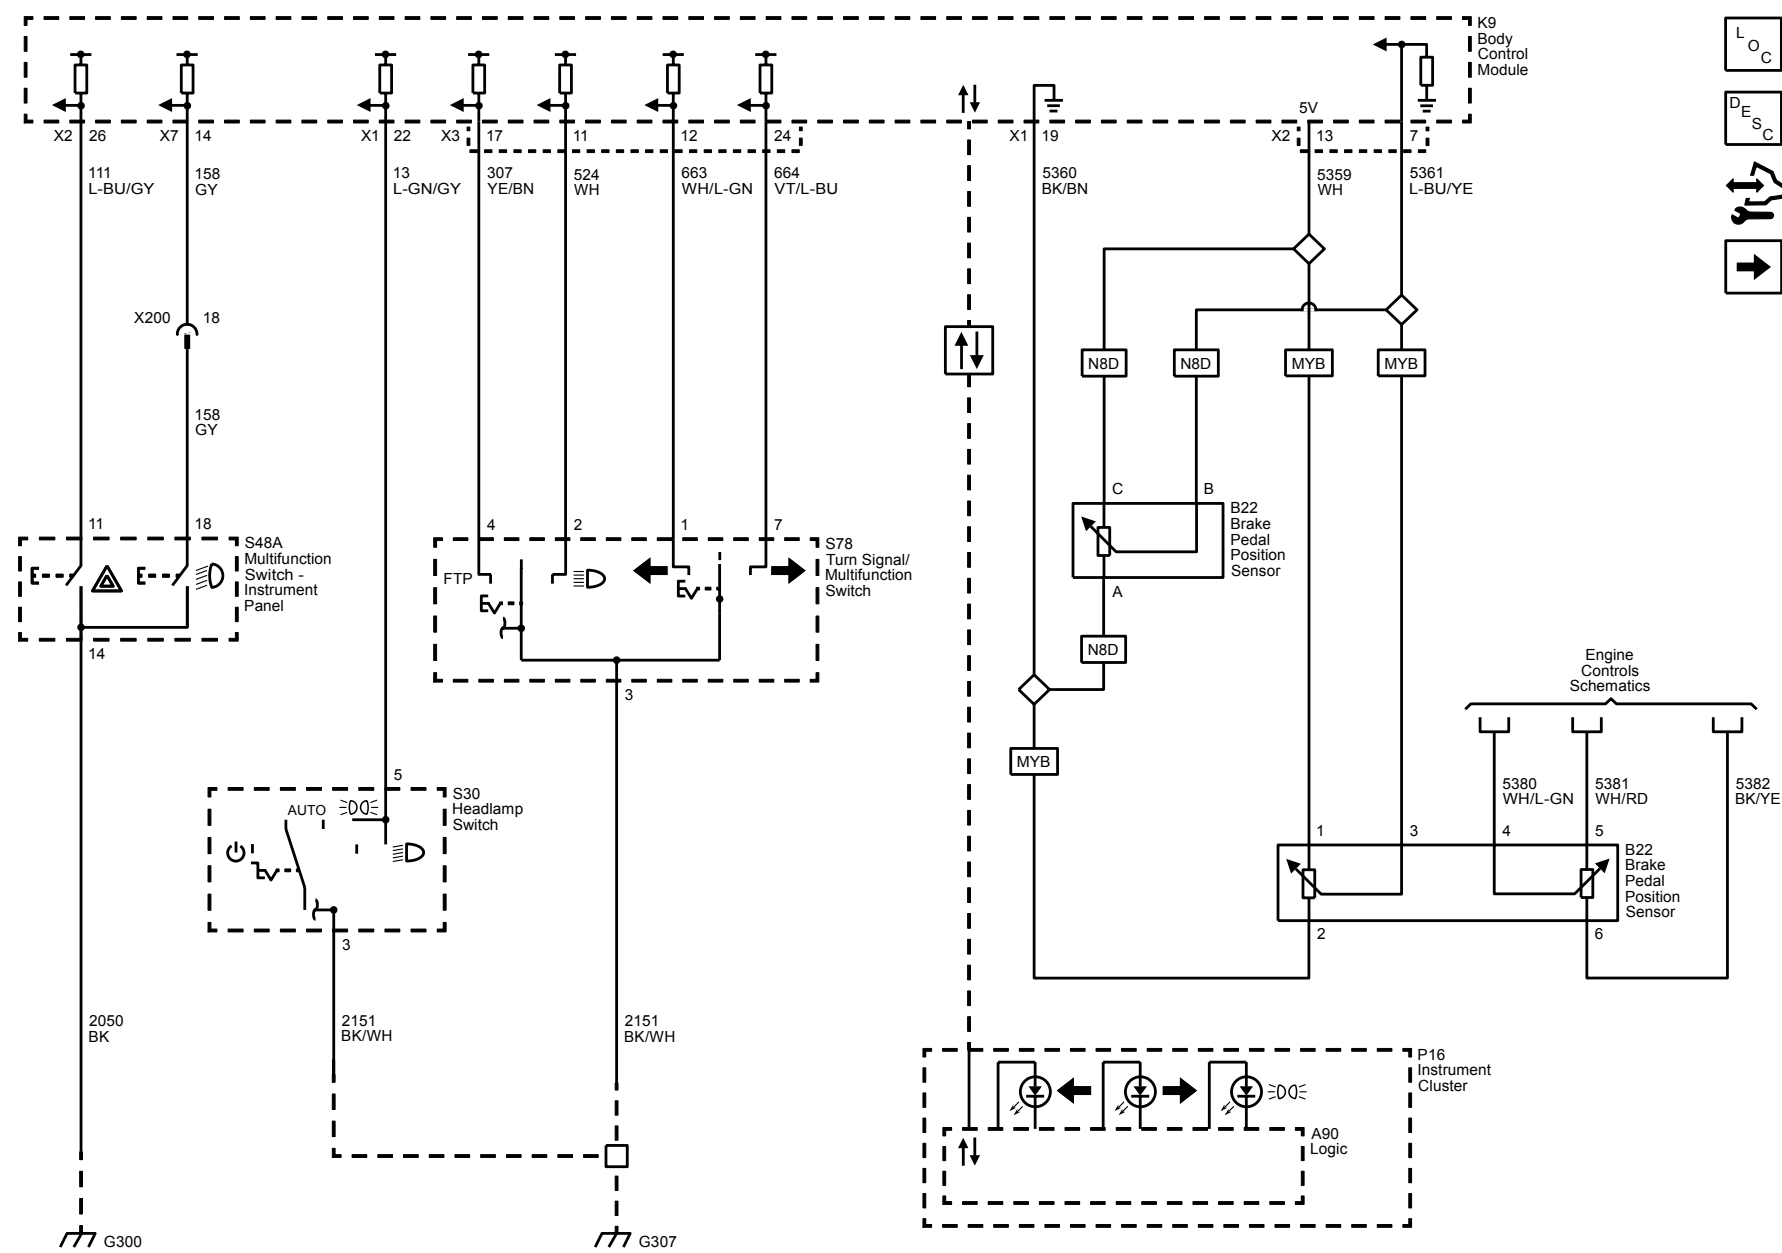 K9
Body
Control
Module
L
O
C
D
E
S
C
5V
X2 26
X7 14
X1 22
X3 17
11
12
24
X1 19
X2 13
7
111
L-BU/GY
158
GY
13
L-GN/GY
307
YE/BN
524
WH
663
WH/L-GN
664
VT/L-BU
5360
BK/BN
5359
WH
5361
L-BU/YE
X200 18
158
GY
N8D
N8D
MYB
MYB
C
B
B22
Brake
Pedal
Position
Sensor
A
N8D
MYB
11
18
S48A
Multifunction
Switch -
Instrument
Panel
14
4
2
1
7
S78
Turn Signal/
Multifunction
Switch
FTP
3
Engine
Controls
Schematics
5380
WH/L-GN
5381
WH/RD
5382
BK/YE
5
S30
Headlamp
Switch
AUTO
3
1
3
4
5
B22
Brake
Pedal
Position
Sensor
2
6
2050
BK
2151
BK/WH
2151
BK/WH
P16
Instrument
Cluster
A90
Logic
G300
G307